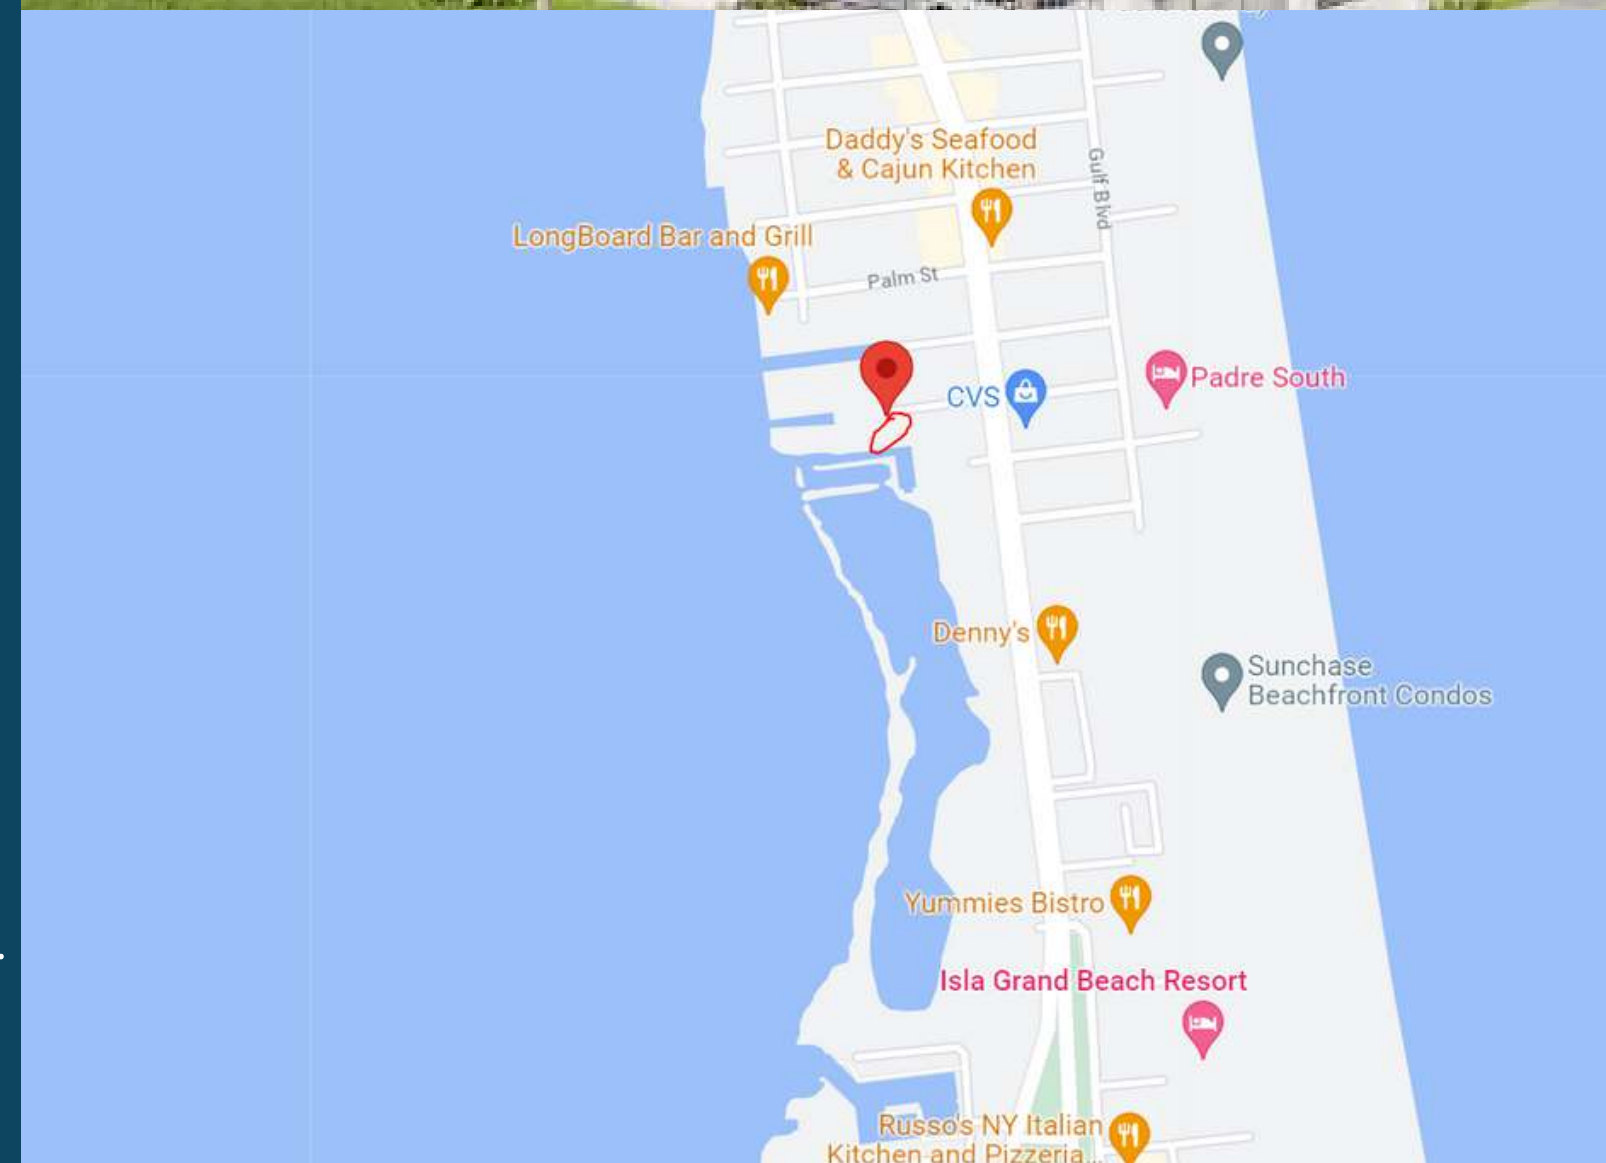 Daddy's Seafood
& Cajun Kitchen
Gulf Blvd
LongBoard Bar and Grill
Palm St
CVS
Padre South
Denny's
Sunchase
Beachfront Condos
Yummies Bistro
Isla Grand Beach Resort
Russo's NY Italian
Kitchen and Pizzeria...